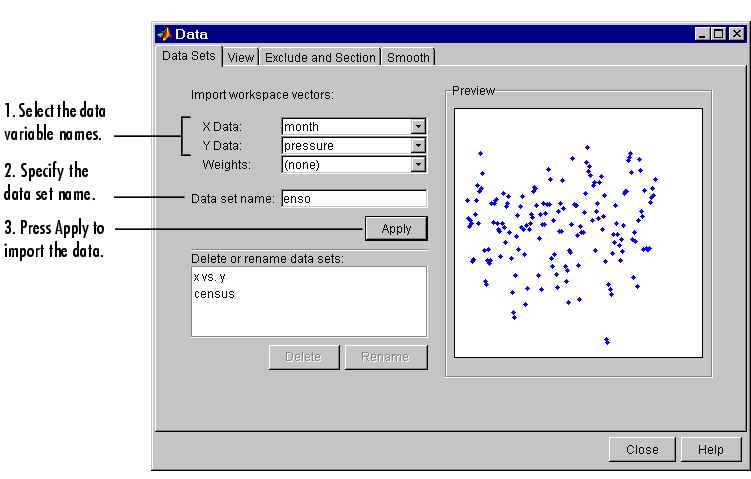 Data
Data Sets View Exclude and Section Smooth
Import workspace vectors:
Preview
1. Select the data
variable names.
X Data: month
Y Data: pressure
Weights: (none)
2. Specify the
data set name.
Data set name: enso
3. Press Apply to
import the data.
Apply
Delete or rename data sets:
x vs. y
census
Delete Rename
Close Help